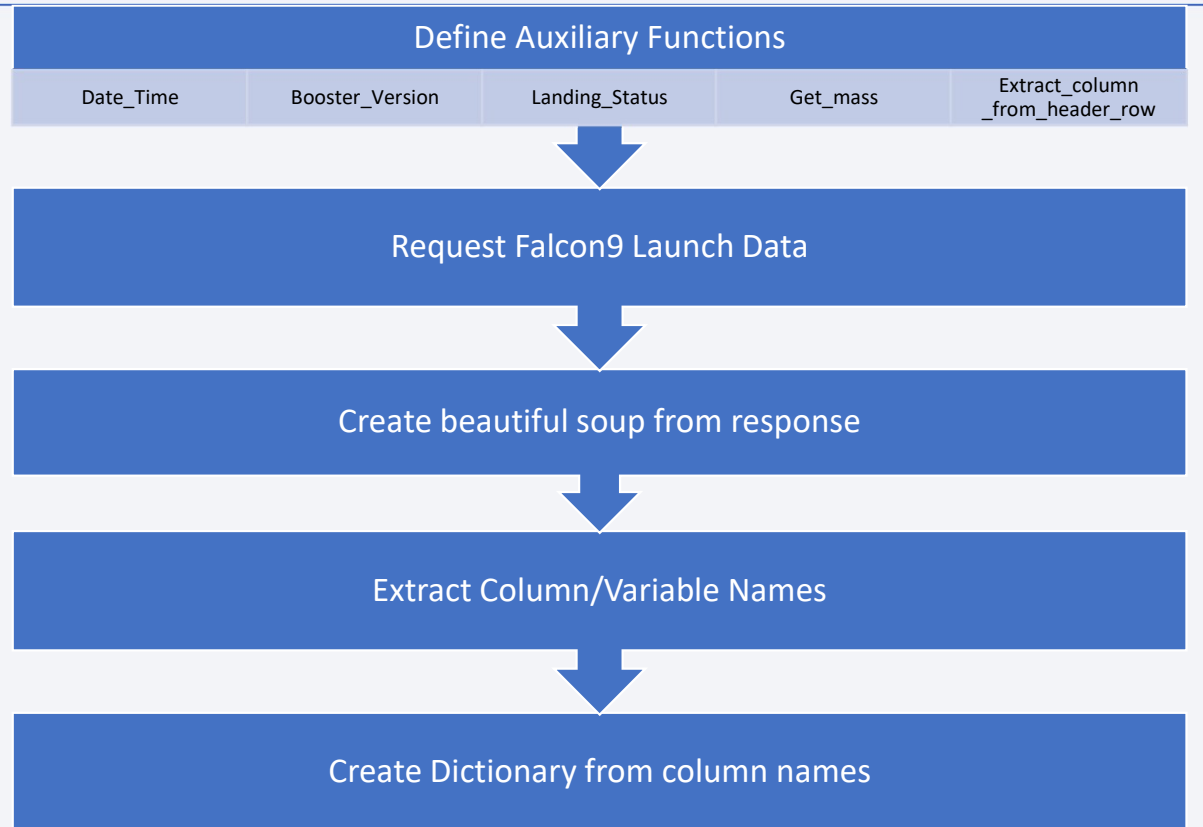 Define Auxiliary Functions
Date_Time
Booster_Version
Landing_Status
Get_mass
Extract_column
_from_header_row
Request Falcon9 Launch Data
Create beautiful soup from response
Extract Column/Variable Names
Create Dictionary from column names